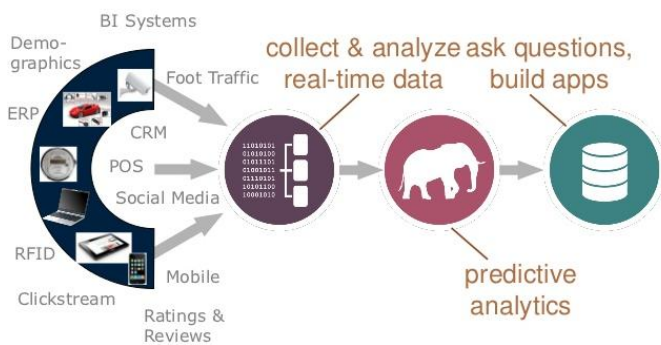 BI Systems
Demo-
graphics
Foot Traffic
ERP
CRM
POS
Social Media
RFID
Mobile
Clickstream
Ratings &
Reviews
collect & analyze
real-time data
ask questions,
build apps
11010101
01010100
01011101
01001011
01110101
10101100
10001010
predictive
analytics